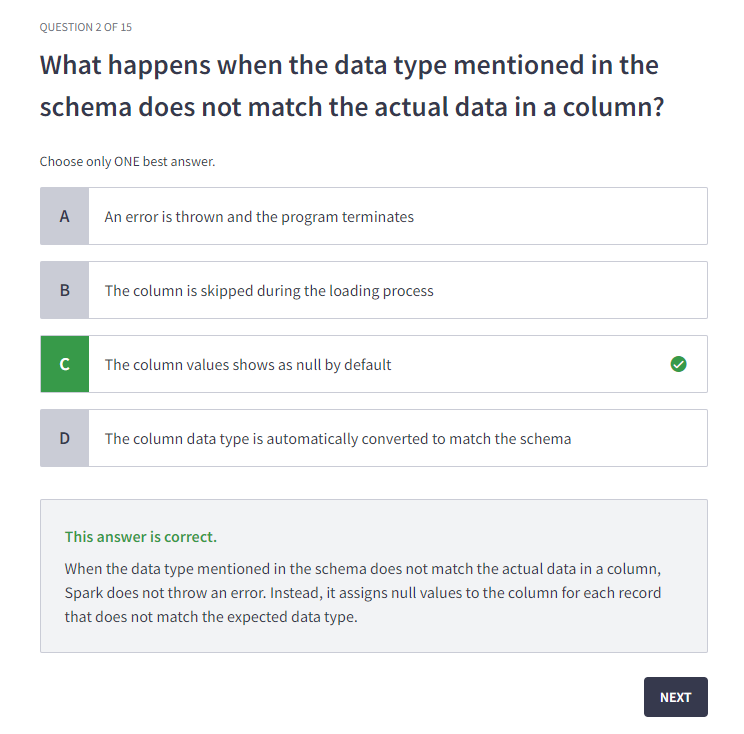 QUESTION 2 OF 15
What happens when the data type mentioned in the
schema does not match the actual data in a column?
Choose only ONE best answer.
A An error is thrown and the program terminates
B The column is skipped during the loading process
C The column values shows as null by default
D The column data type is automatically converted to match the schema
This answer is correct.
When the data type mentioned in the schema does not match the actual data in a column,
Spark does not throw an error. Instead, it assigns null values to the column for each record
that does not match the expected data type.
NEXT